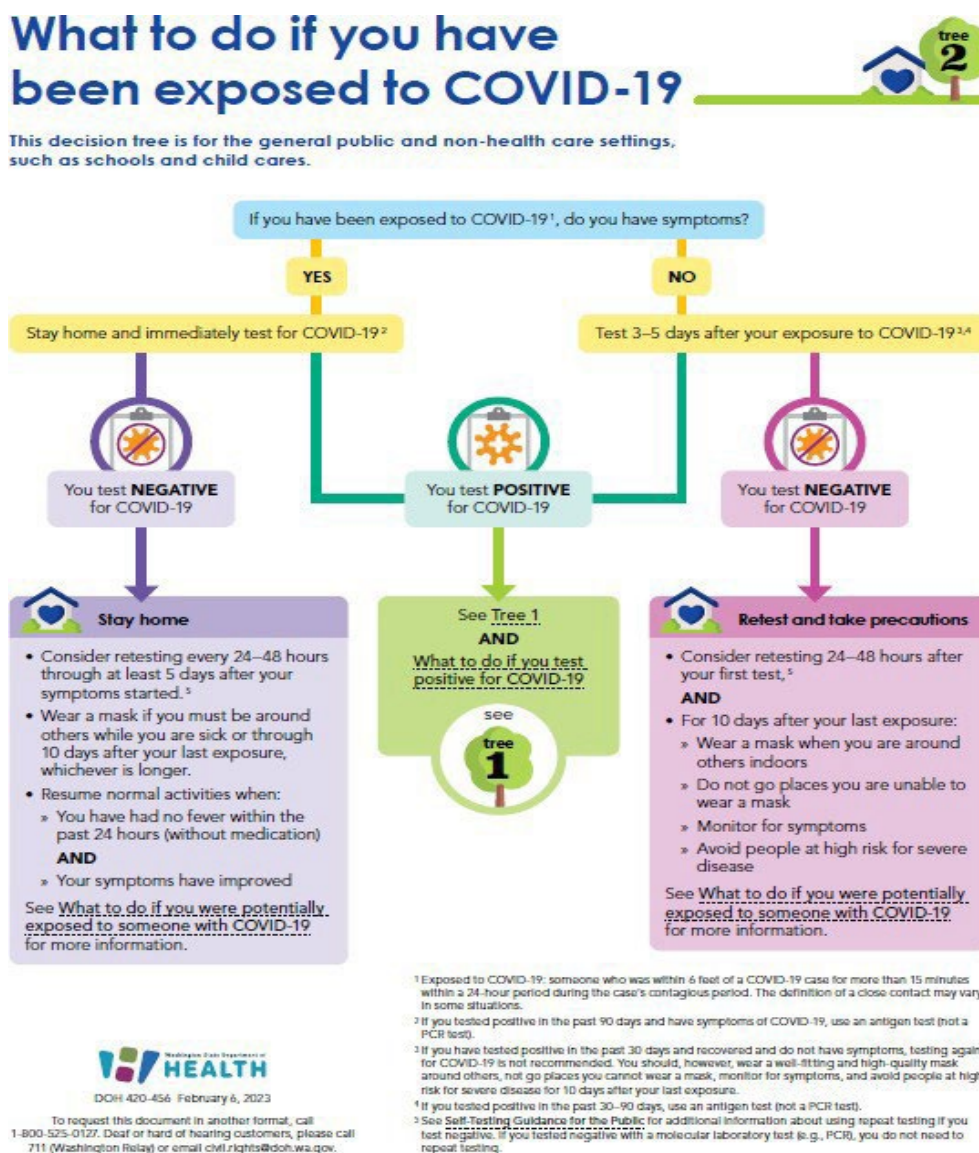 What to do if you have
been exposed to COVID-19
tree
2
This decision tree is for the general public and non-health care settings,
such as schools and child cares.
If you have been exposed to COVID-19¹, do you have symptoms?
YES
NO
Stay home and immediately test for COVID-19²
Test 3–5 days after your exposure to COVID-19³,⁴
You test NEGATIVE
for COVID-19
You test POSITIVE
for COVID-19
You test NEGATIVE
for COVID-19
Stay home
• Consider retesting every 24–48 hours
through at least 5 days after your
symptoms started.⁵
• Wear a mask if you must be around
others while you are sick or through
10 days after your last exposure,
whichever is longer.
• Resume normal activities when:
» You have had no fever within the
past 24 hours (without medication)
AND
» Your symptoms have improved
See What to do if you were potentially
exposed to someone with COVID-19
for more information.
See Tree 1
AND
What to do if you test
positive for COVID-19
see
tree
1
Retest and take precautions
• Consider retesting 24–48 hours after
your first test,⁵
AND
• For 10 days after your last exposure:
» Wear a mask when you are around
others indoors
» Do not go places you are unable to
wear a mask
» Monitor for symptoms
» Avoid people at high risk for severe
disease
See What to do if you were potentially
exposed to someone with COVID-19
for more information.
¹ Exposed to COVID-19: someone who was within 6 feet of a COVID-19 case for more than 15 minutes
within a 24-hour period during the case's contagious period. The definition of a close contact may vary
in some situations.
² If you tested positive in the past 90 days and have symptoms of COVID-19, use an antigen test (not a
PCR test).
³ If you have tested positive in the past 30 days and recovered and do not have symptoms, testing again
for COVID-19 is not recommended. You should, however, wear a well-fitting and high-quality mask
around others, not go places you cannot wear a mask, monitor for symptoms, and avoid people at high
risk for severe disease for 10 days after your last exposure.
⁴ If you tested positive in the past 30–90 days, use an antigen test (not a PCR test).
⁵ See Self-Testing Guidance for the Public for additional information about using repeat testing if you
test negative. If you tested negative with a molecular laboratory test (e.g., PCR), you do not need to
repeat testing.
Washington State Department of
HEALTH
DOH 420-456 February 6, 2023
To request this document in another format, call
1-800-525-0127. Deaf or hard of hearing customers, please call
711 (Washington Relay) or email civil.rights@doh.wa.gov.